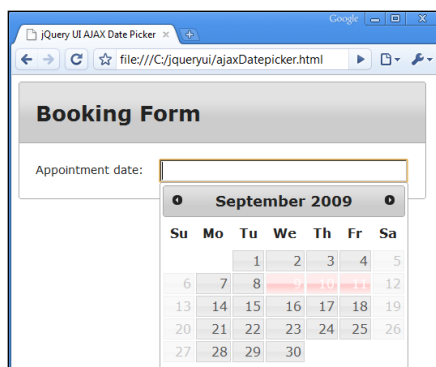 Google
jQuery UI AJAX Date Picker
file:///C:/jqueryui/ajaxDatepicker.html
Booking Form
Appointment date:
September 2009
Su Mo Tu We Th Fr Sa
1 2 3 4 5
6 7 8 9 10 11 12
13 14 15 16 17 18 19
20 21 22 23 24 25 26
27 28 29 30